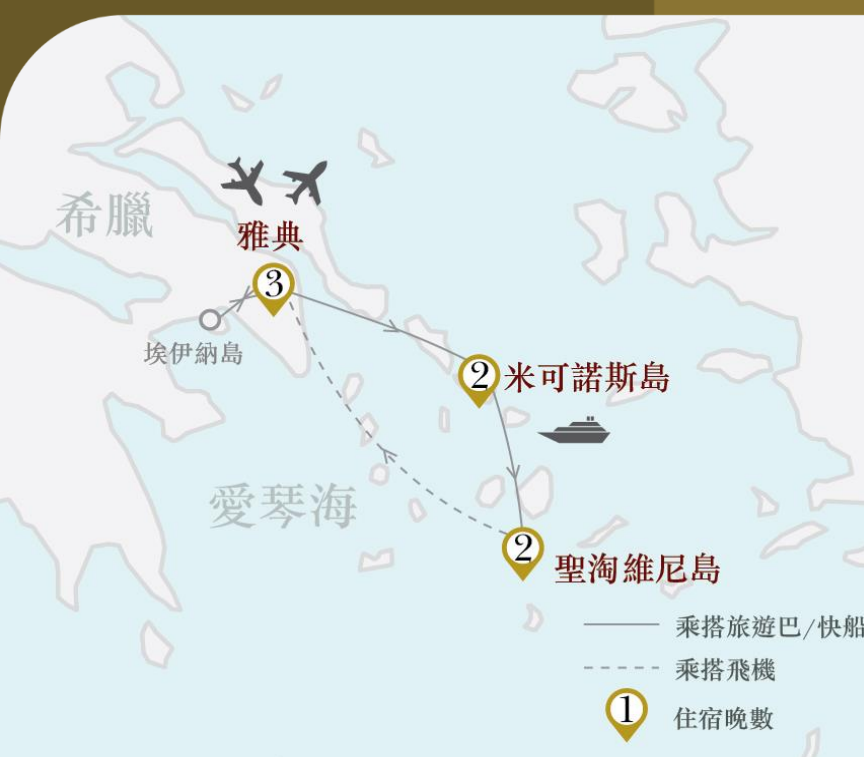 希臘
雅典
3
埃伊納島
2
米可諾斯島
愛琴海
2
聖淘維尼島
乘搭旅遊巴/快船
乘搭飛機
1
住宿晚數